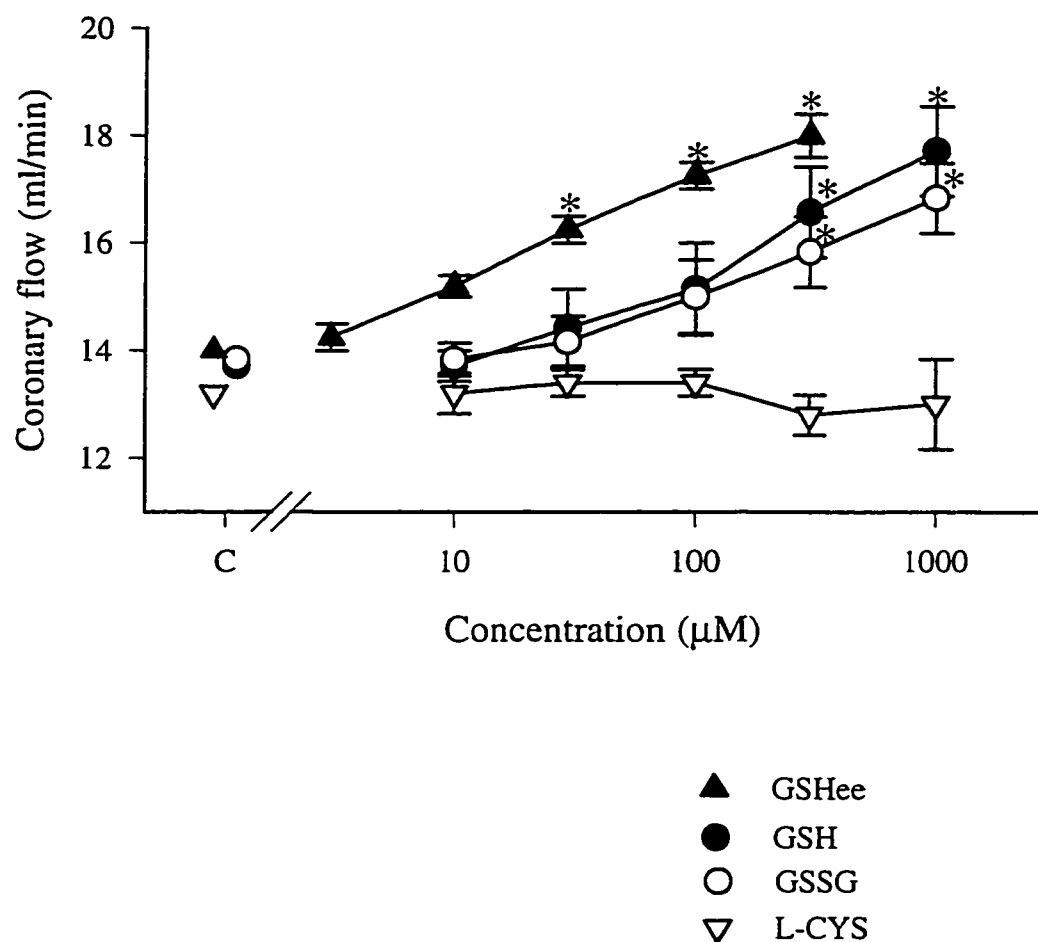 20
18
16
14
12
Coronary flow (ml/min)
* * * * * * * *
C 10 100 1000
Concentration (μM)
GSHee
GSH
GSSG
L-CYS